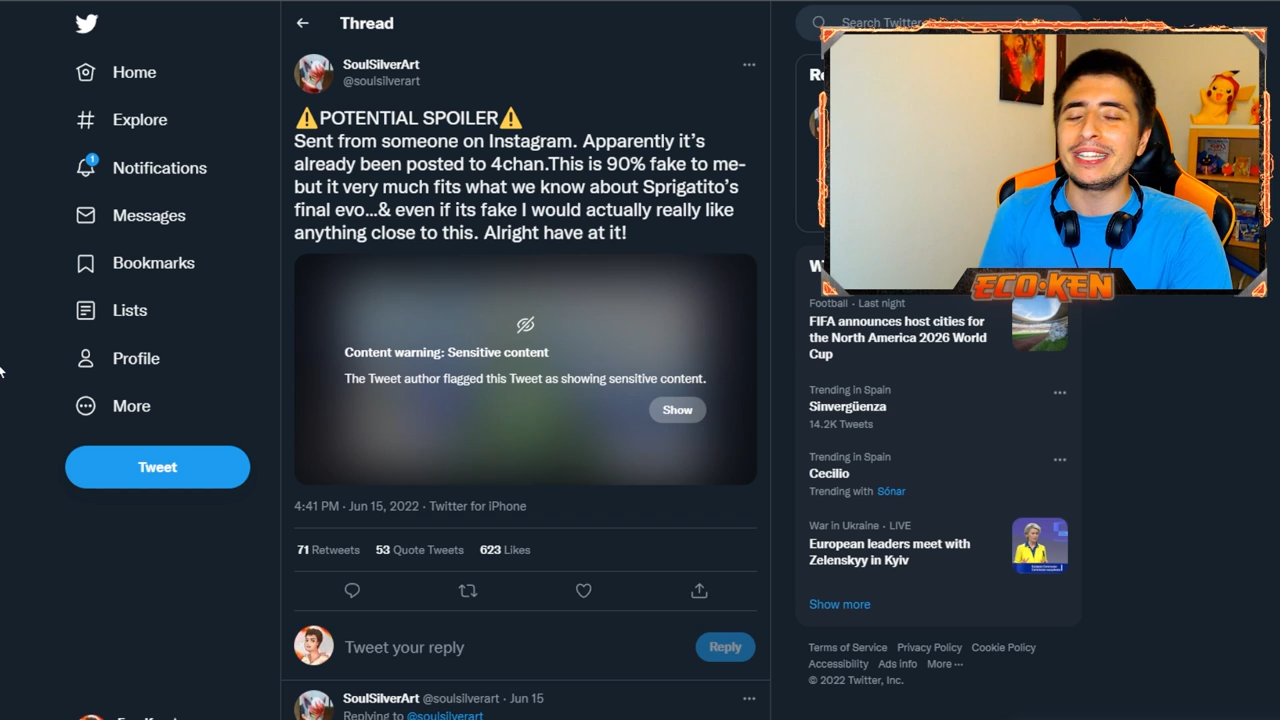 Home
Explore
1
Notifications
Messages
Bookmarks
Lists
Profile
More
Tweet
Thread
SoulSilverArt
@soulsilverart
⚠️POTENTIAL SPOILER⚠️
Sent from someone on Instagram. Apparently it’s
already been posted to 4chan.This is 90% fake to me-
but it very much fits what we know about Sprigatito’s
final evo...& even if its fake I would actually really like
anything close to this. Alright have at it!
Content warning: Sensitive content
The Tweet author flagged this Tweet as showing sensitive content.
Show
4:41 PM · Jun 15, 2022 · Twitter for iPhone
71 Retweets 53 Quote Tweets 623 Likes
Tweet your reply
Reply
SoulSilverArt @soulsilverart · Jun 15
Replying to @soulsilverart
Search Twitter
ECO·KEN
Football · Last night
FIFA announces host cities for
the North America 2026 World
Cup
Trending in Spain
Sinvergüenza
14.2K Tweets
Trending in Spain
Cecilio
Trending with Sónar
War in Ukraine · LIVE
European leaders meet with
Zelenskyy in Kyiv
Show more
Terms of Service Privacy Policy Cookie Policy
Accessibility Ads info More ···
© 2022 Twitter, Inc.